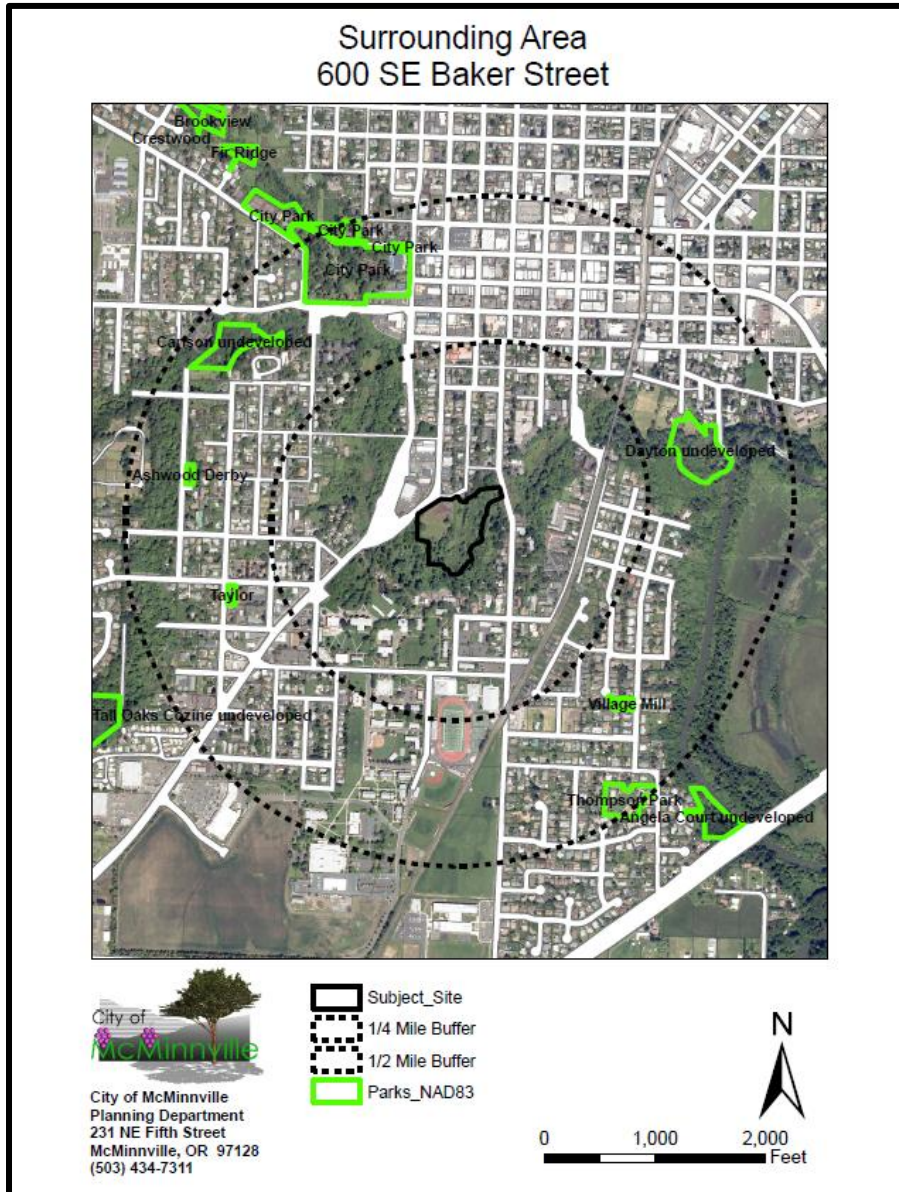 Surrounding Area
600 SE Baker Street
Brookview
Crestwood
Fir Ridge
City Park
City Park
City Park
City Park
Carlson undeveloped
Dayton undeveloped
Ashwood Derby
Taylor
Village Mill
Tall Oaks Cozine undeveloped
Thompson Park
Angela Court undeveloped
City of
McMinnville
City of McMinnville
Planning Department
231 NE Fifth Street
McMinnville, OR 97128
(503) 434-7311
Subject_Site
1/4 Mile Buffer
1/2 Mile Buffer
Parks_NAD83
N
0 1,000 2,000
Feet